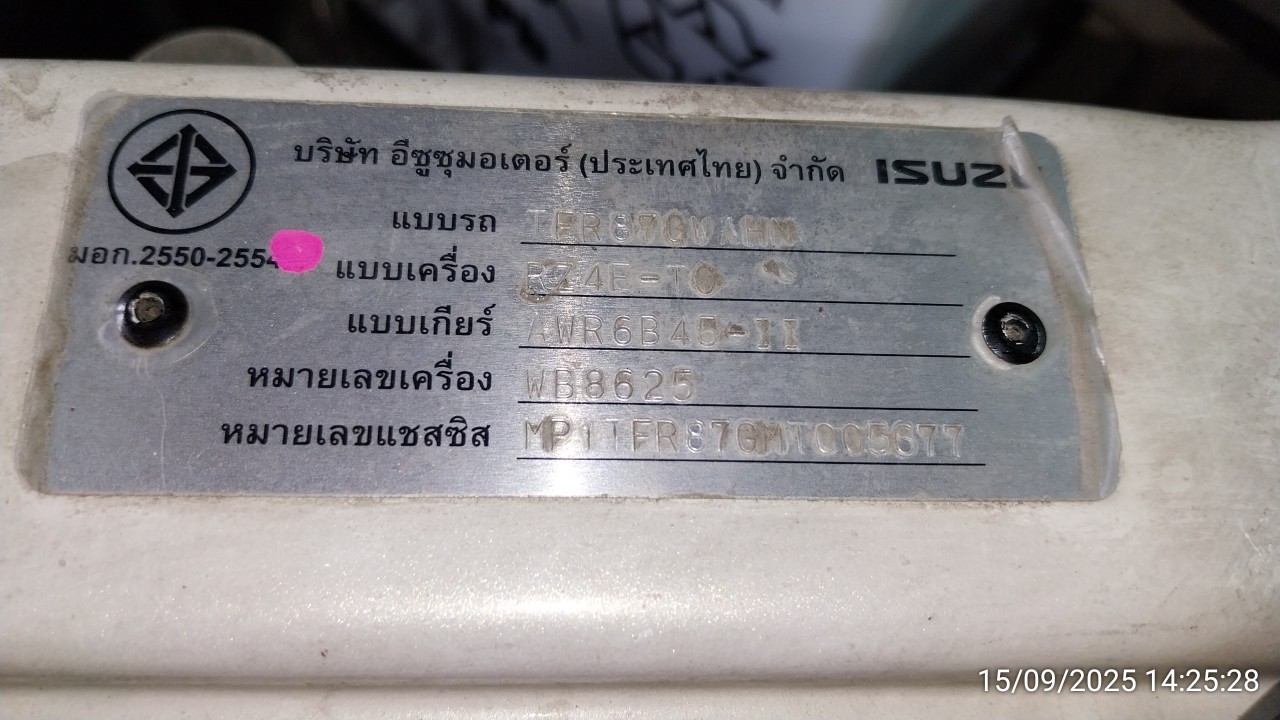 บริษัท อีซูซุมอเตอร์ (ประเทศไทย) จำกัด ISUZU
มอก.2550-2554
แบบรถ
แบบเครื่อง RZ4E-TC
แบบเกียร์ AWR6B45-II
หมายเลขเครื่อง WB8625
หมายเลขแชสซิส MP1TFR87GMT005677
15/09/2025 14:25:28